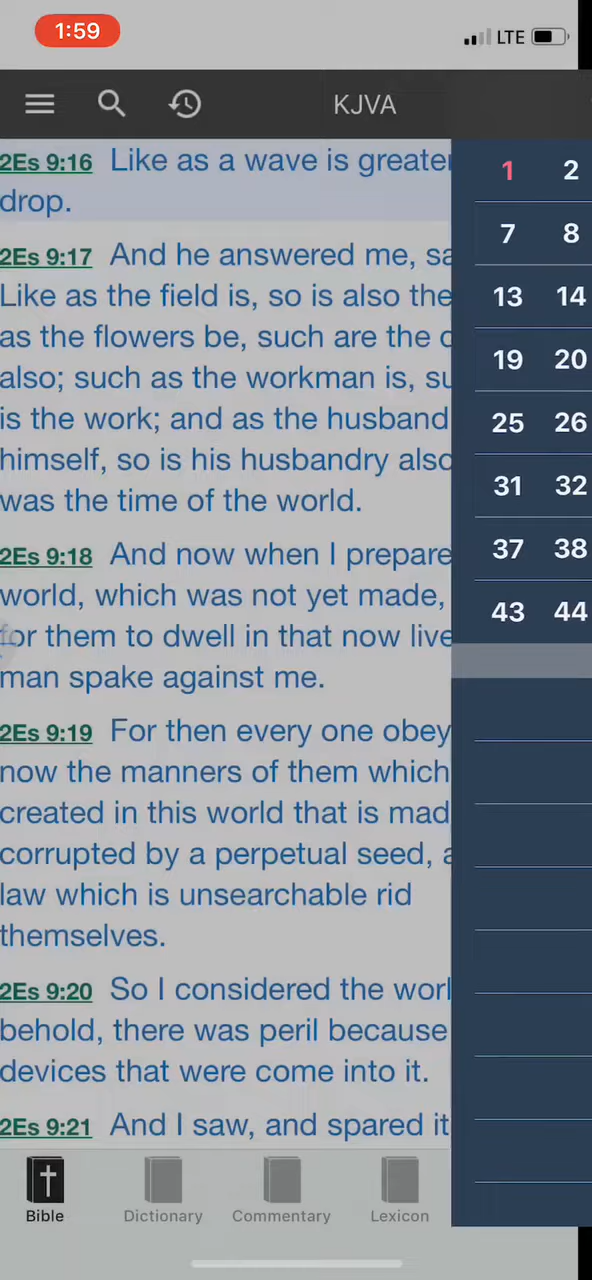 1:59
LTE
KJVA
2Es 9:16 Like as a wave is greater
drop.
2Es 9:17 And he answered me, sa
Like as the field is, so is also the
as the flowers be, such are the c
also; such as the workman is, su
is the work; and as the husband
himself, so is his husbandry also
was the time of the world.
2Es 9:18 And now when I prepare
world, which was not yet made,
for them to dwell in that now live
man spake against me.
2Es 9:19 For then every one obey
now the manners of them which
created in this world that is mad
corrupted by a perpetual seed, a
law which is unsearchable rid
themselves.
2Es 9:20 So I considered the worl
behold, there was peril because
devices that were come into it.
2Es 9:21 And I saw, and spared it
1 2
7 8
13 14
19 20
25 26
31 32
37 38
43 44
Bible Dictionary Commentary Lexicon